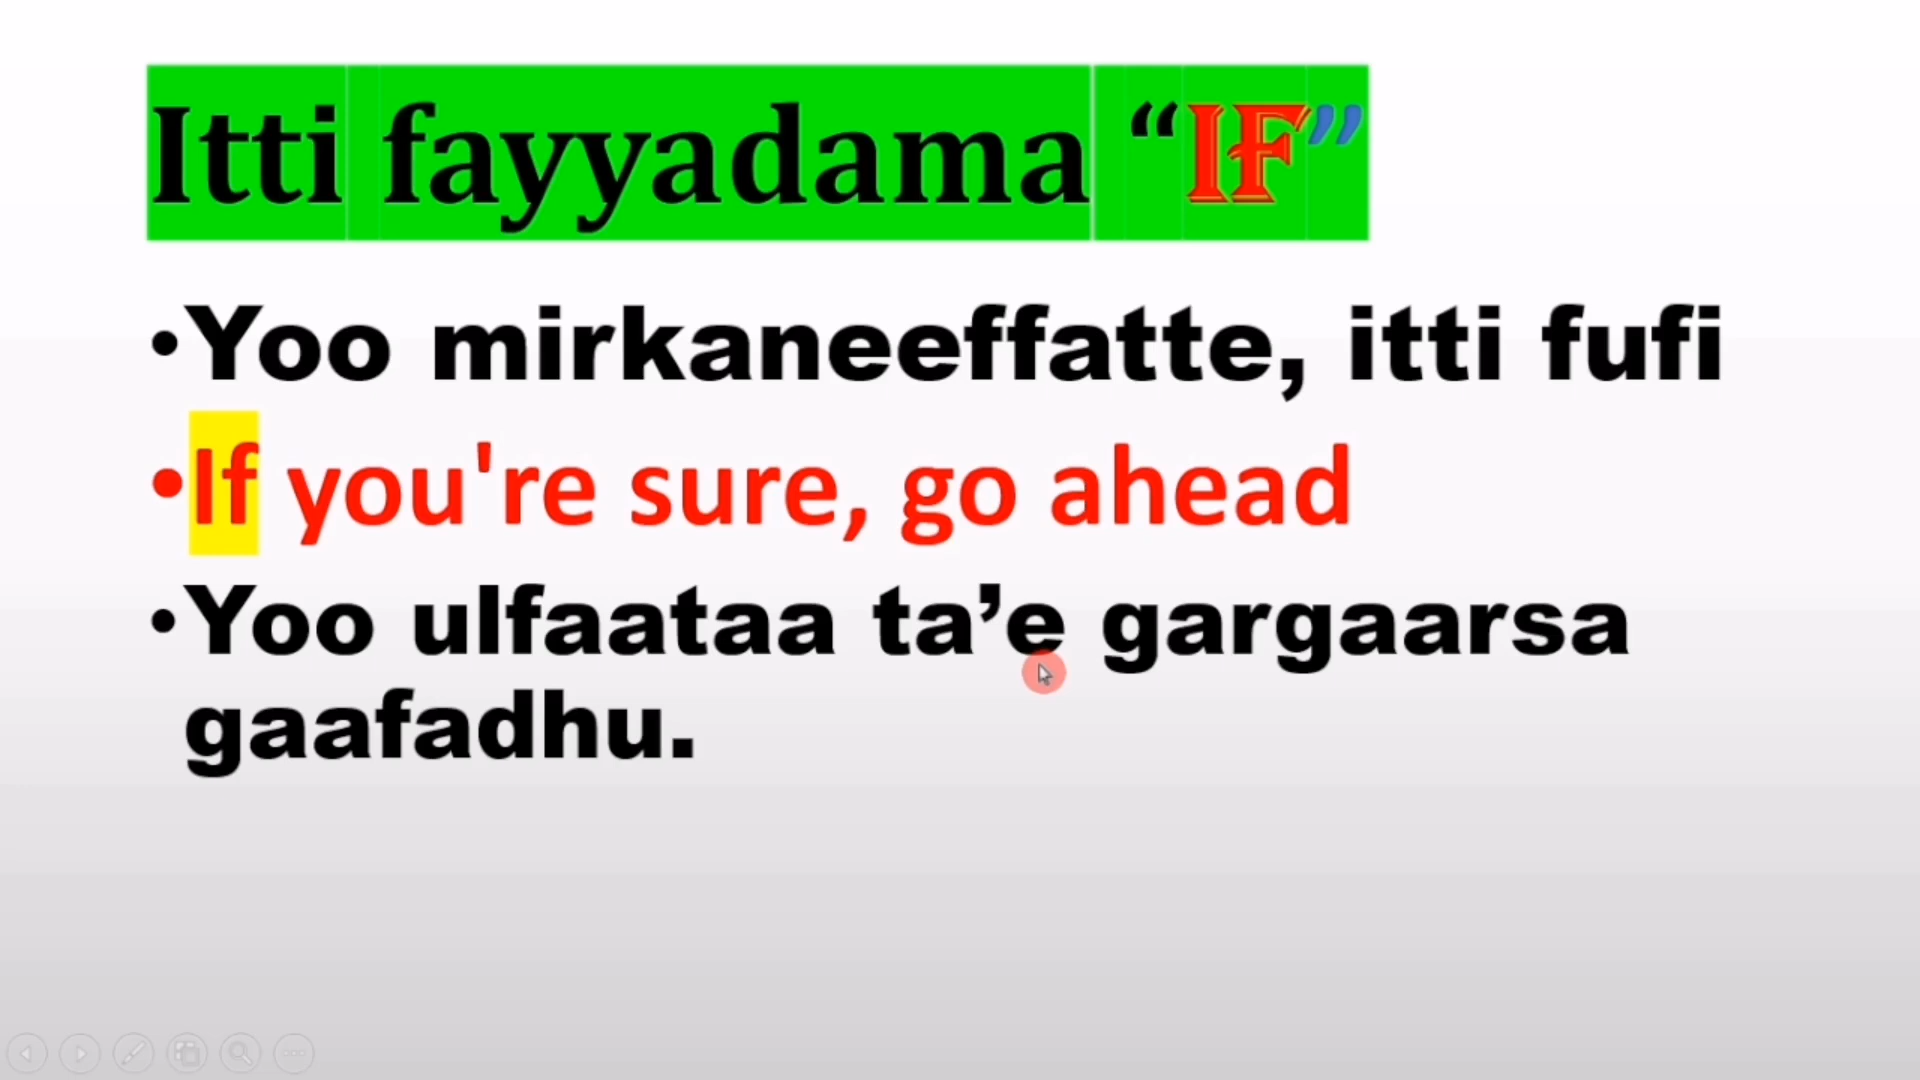 Itti fayyadama “IF”
•Yoo mirkaneeffatte, itti fufi
•If you're sure, go ahead
•Yoo ulfaataa ta’e gargaarsa
gaafadhu.